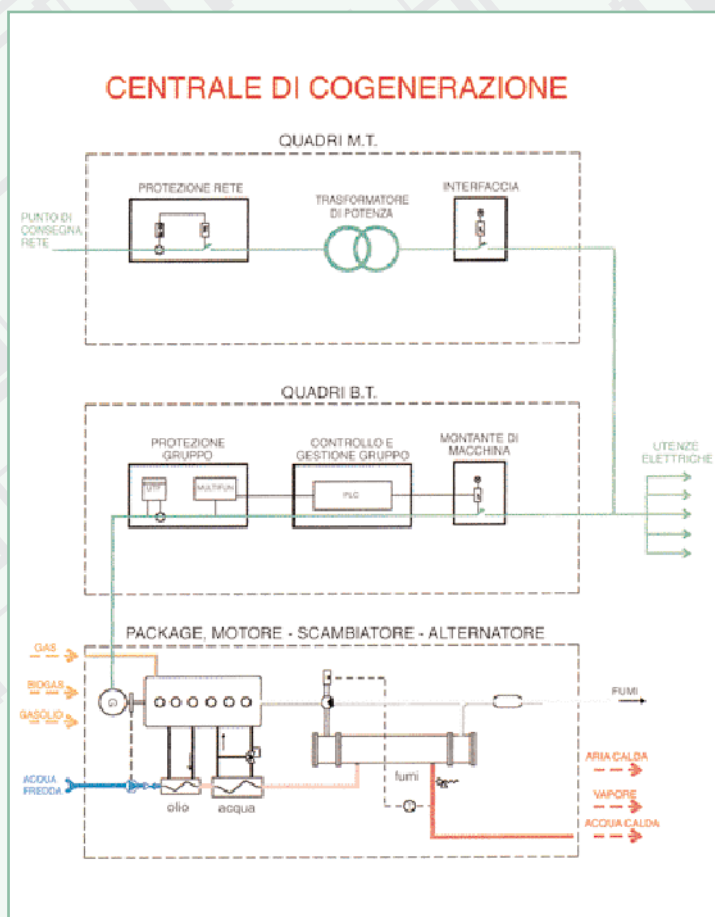 CENTRALE DI COGENERAZIONE
QUADRI M.T.
PROTEZIONE RETE
TRASFORMATORE
DI POTENZA
INTERFACCIA
PUNTO DI
CONSEGNA
RETE
QUADRI B.T.
PROTEZIONE
GRUPPO
CONTROLLO E
GESTIONE GRUPPO
MONTANTE DI
MACCHINA
UTENZE
ELETTRICHE
UTF
MULTIFUN
PLC
PACKAGE, MOTORE - SCAMBIATORE - ALTERNATORE
GAS
BIOGAS
GASOLIO
G
FUMI
ACQUA
FREDDA
olio
acqua
fumi
ARIA CALDA
VAPORE
ACQUA CALDA